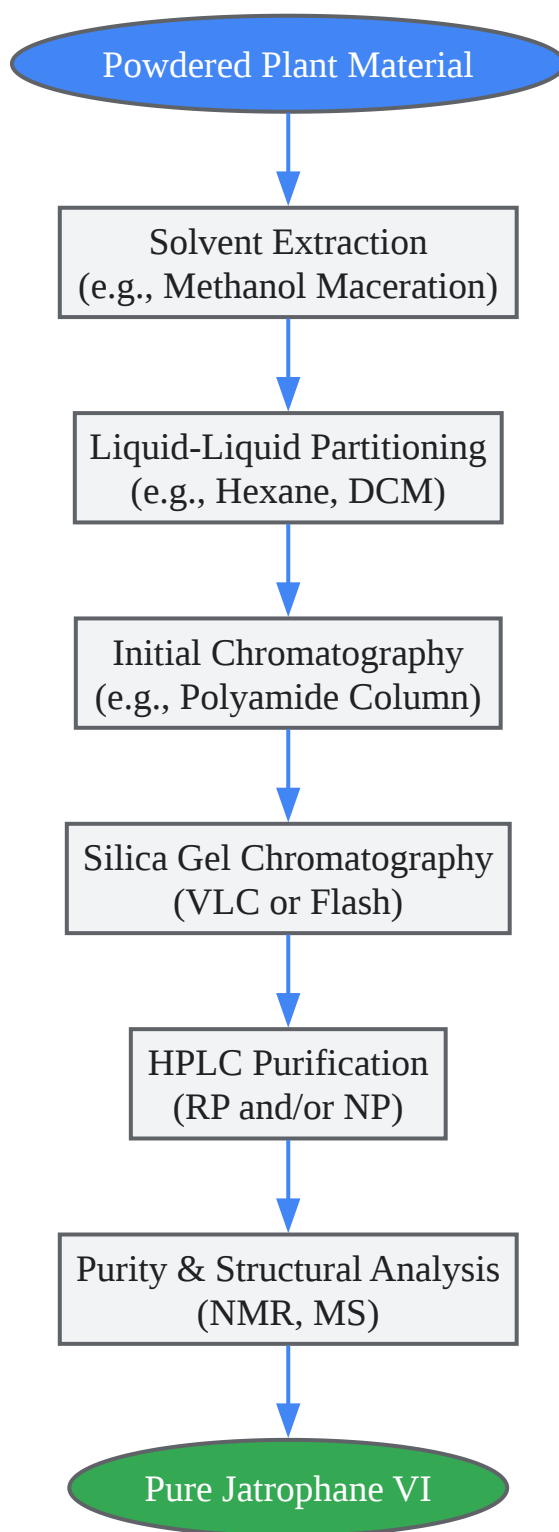 Powdered Plant Material
Solvent Extraction
(e.g., Methanol Maceration)
Liquid-Liquid Partitioning
(e.g., Hexane, DCM)
Initial Chromatography
(e.g., Polyamide Column)
Silica Gel Chromatography
(VLC or Flash)
HPLC Purification
(RP and/or NP)
Purity & Structural Analysis
(NMR, MS)
Pure Jatrophane VI